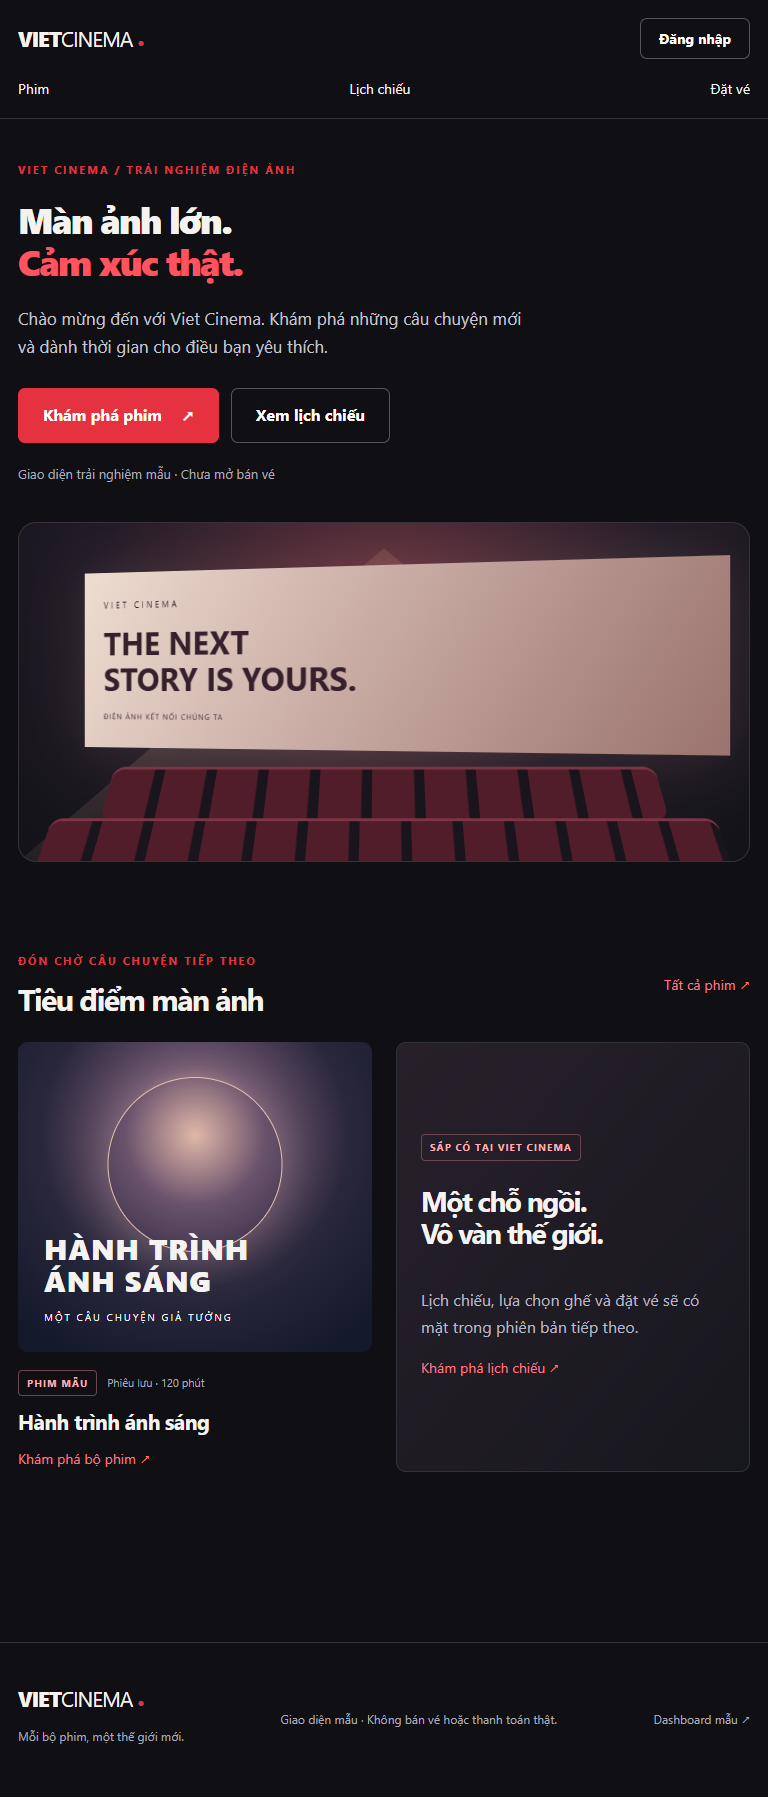 VIETCINEMA
Đăng nhập
Phim
Lịch chiếu
Đặt vé
VIET CINEMA / TRẢI NGHIỆM ĐIỆN ẢNH
Màn ảnh lớn.
Cảm xúc thật.
Chào mừng đến với Viet Cinema. Khám phá những câu chuyện mới
và dành thời gian cho điều bạn yêu thích.
Khám phá phim ↗
Xem lịch chiếu
Giao diện trải nghiệm mẫu · Chưa mở bán vé
VIET CINEMA
THE NEXT
STORY IS YOURS.
ĐIỆN ẢNH KẾT NỐI CHÚNG TA
ĐÓN CHỜ CÂU CHUYỆN TIẾP THEO
Tiêu điểm màn ảnh
Tất cả phim ↗
HÀNH TRÌNH
ÁNH SÁNG
MỘT CÂU CHUYỆN GIẢ TƯỞNG
PHIM MẪU
Phiêu lưu · 120 phút
Hành trình ánh sáng
Khám phá bộ phim ↗
SẮP CÓ TẠI VIET CINEMA
Một chỗ ngồi.
Vô vàn thế giới.
Lịch chiếu, lựa chọn ghế và đặt vé sẽ có
mặt trong phiên bản tiếp theo.
Khám phá lịch chiếu ↗
VIETCINEMA
Mỗi bộ phim, một thế giới mới.
Giao diện mẫu · Không bán vé hoặc thanh toán thật.
Dashboard mẫu ↗